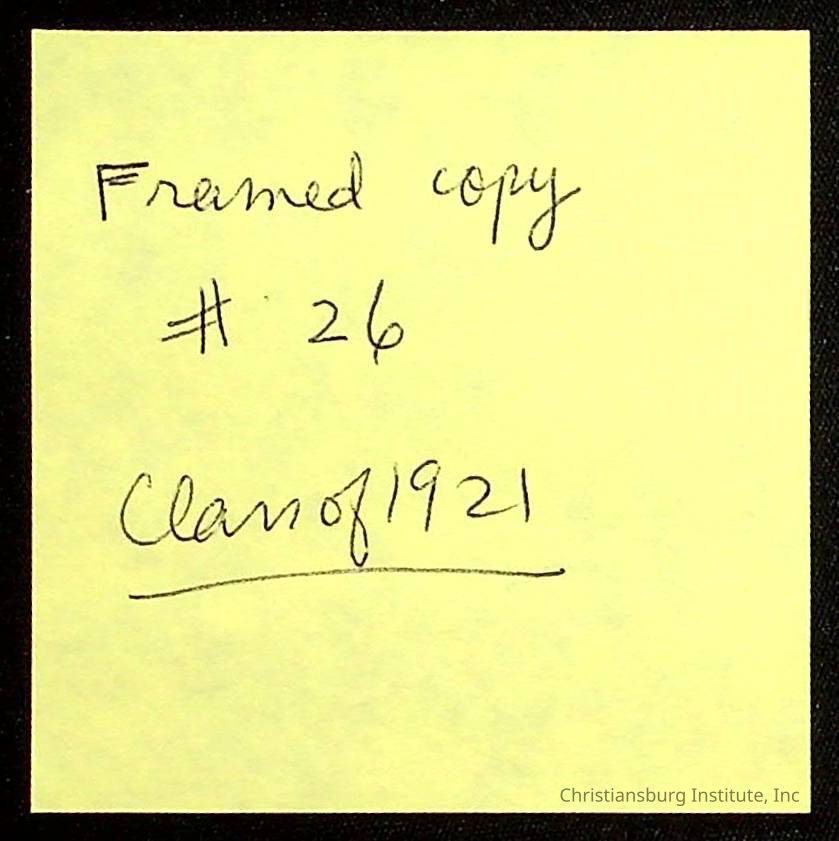 Framed copy
# 26
Class of 1921
Christiansburg Institute, Inc